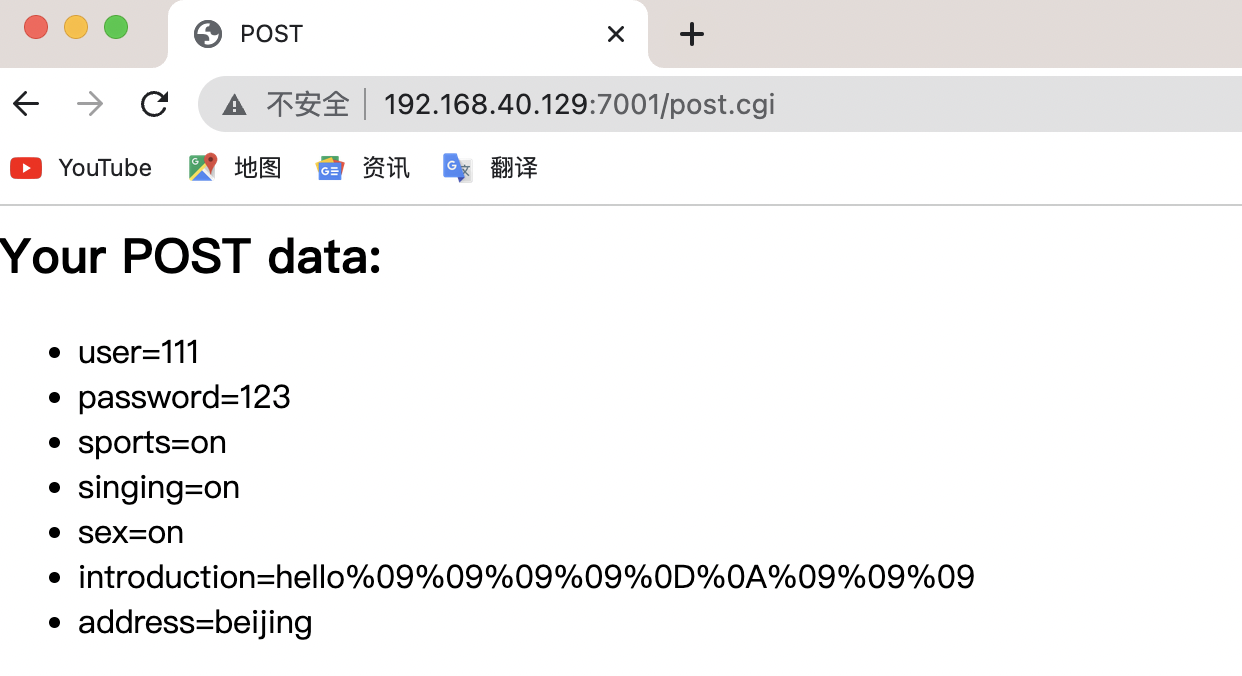 POST
不安全 192.168.40.129:7001/post.cgi
YouTube 地图 资讯 翻译
Your POST data:
• user=111
• password=123
• sports=on
• singing=on
• sex=on
• introduction=hello%09%09%09%09%0D%0A%09%09%09
• address=beijing